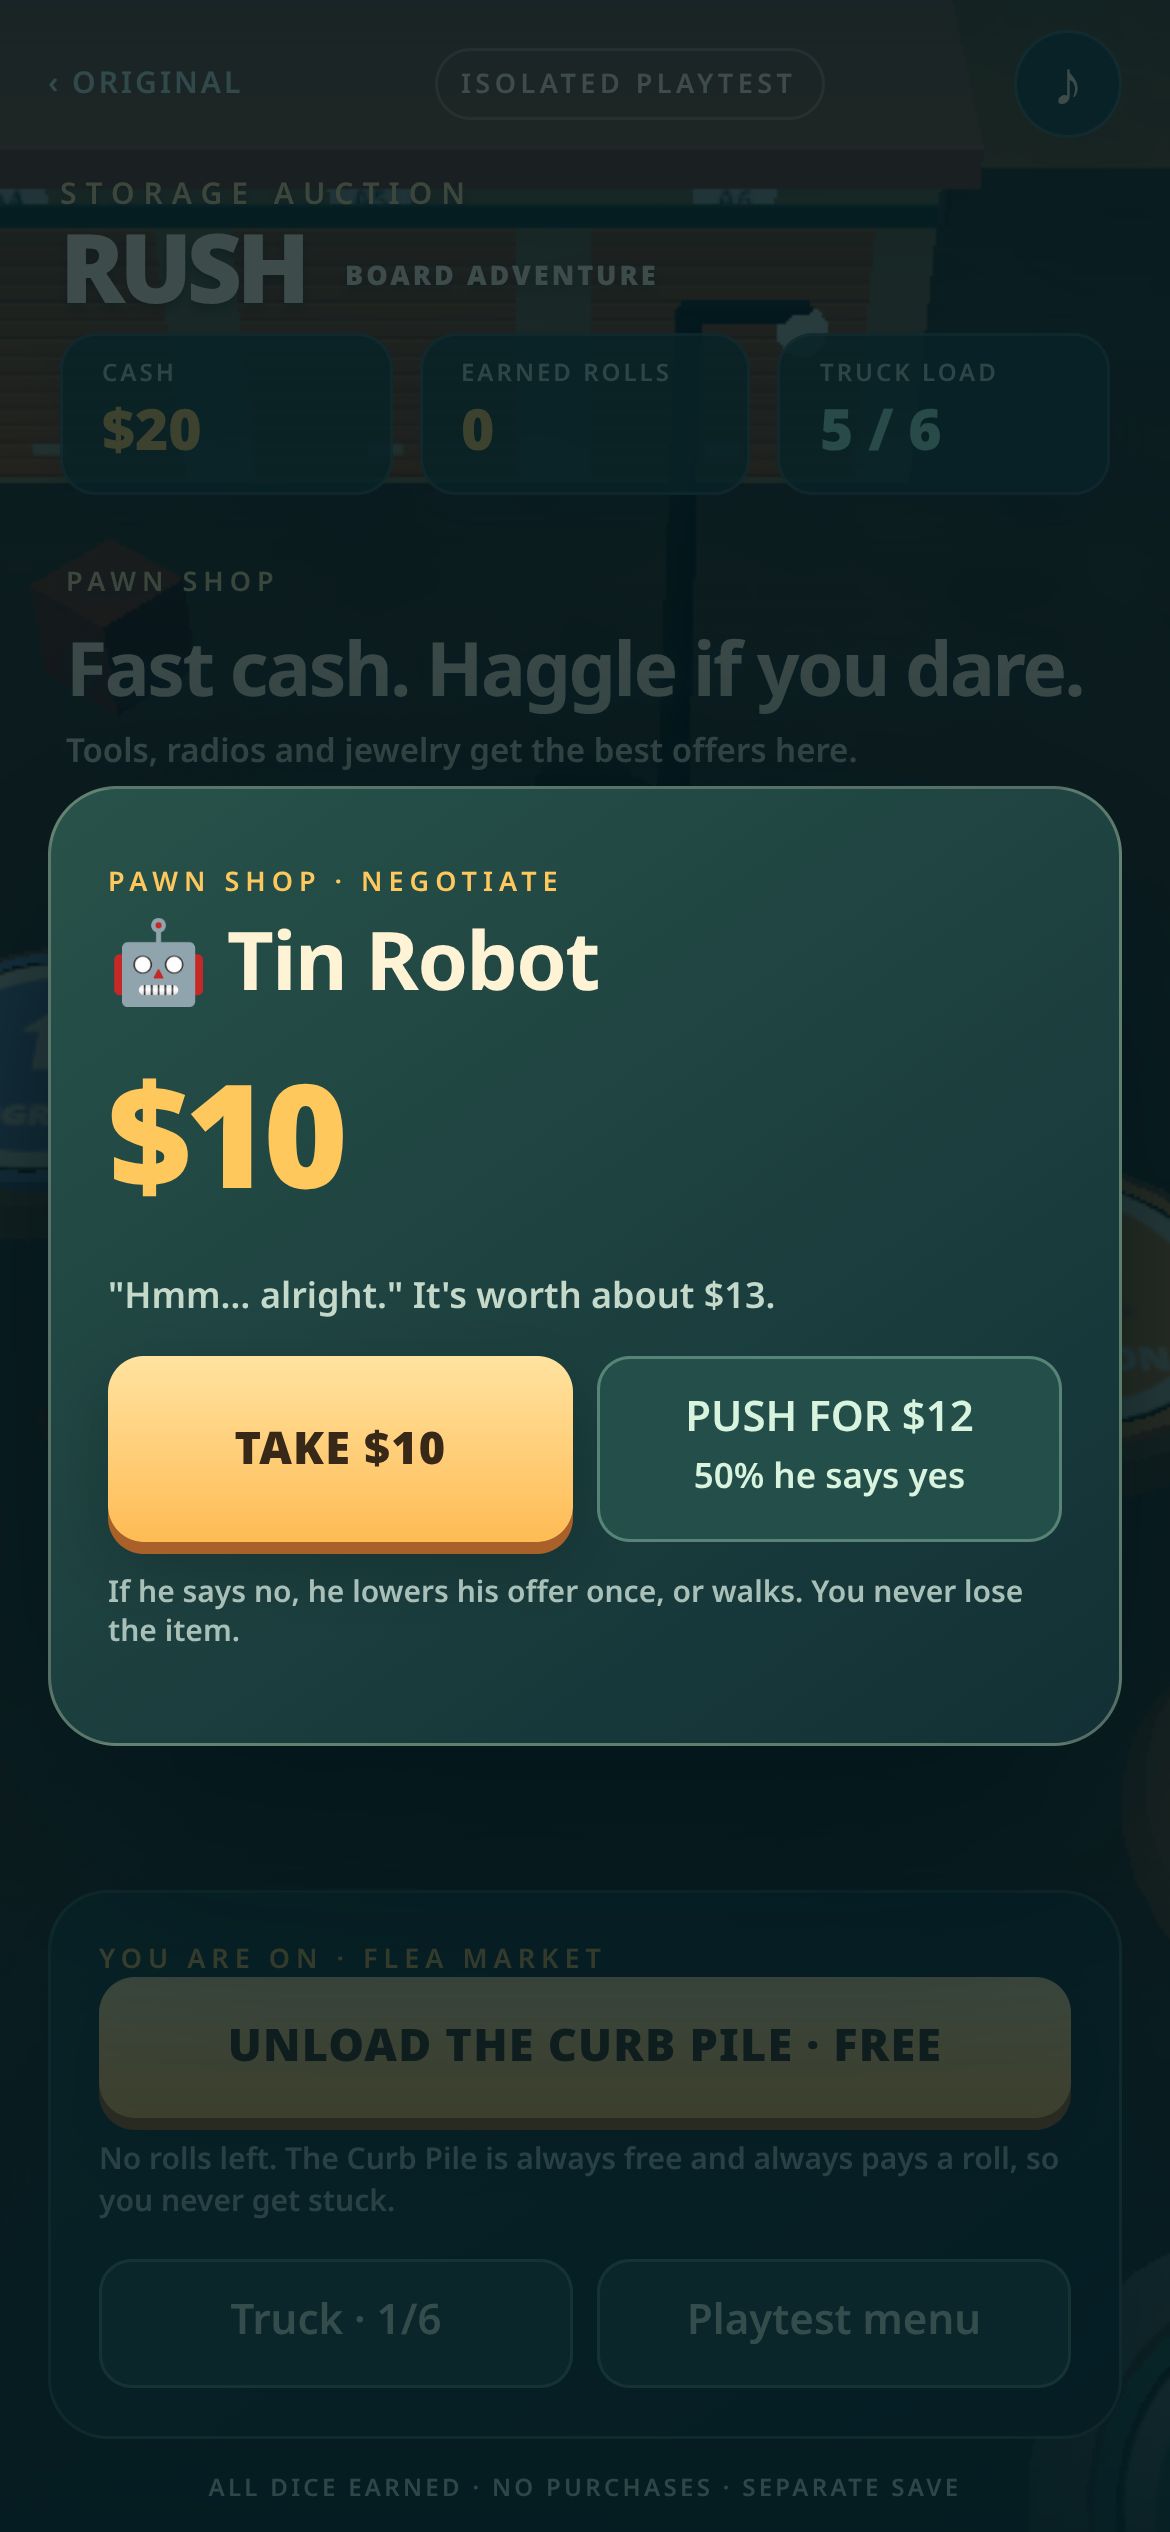 ‹ ORIGINAL
ISOLATED PLAYTEST
STORAGE AUCTION
RUSH BOARD ADVENTURE
CASH
$20
EARNED ROLLS
0
TRUCK LOAD
5 / 6
PAWN SHOP
Fast cash. Haggle if you dare.
Tools, radios and jewelry get the best offers here.
PAWN SHOP · NEGOTIATE
🤖 Tin Robot
$10
"Hmm... alright." It's worth about $13.
TAKE $10
PUSH FOR $12
50% he says yes
If he says no, he lowers his offer once, or walks. You never lose
the item.
YOU ARE ON · FLEA MARKET
UNLOAD THE CURB PILE · FREE
No rolls left. The Curb Pile is always free and always pays a roll, so
you never get stuck.
Truck · 1/6
Playtest menu
ALL DICE EARNED · NO PURCHASES · SEPARATE SAVE